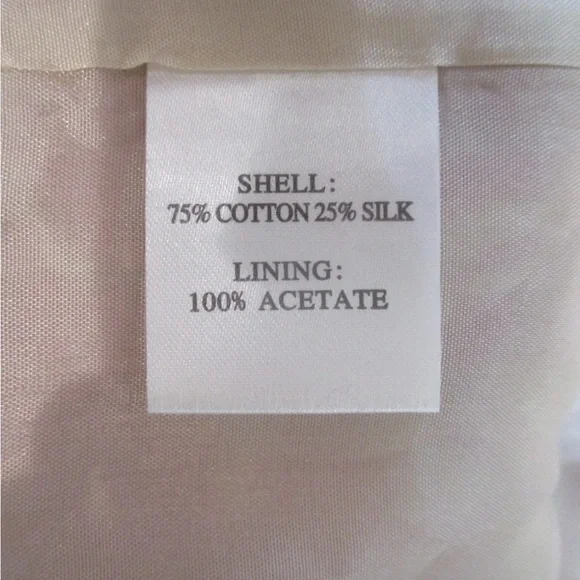 SHELL:
75% COTTON 25% SILK
LINING:
100% ACETATE